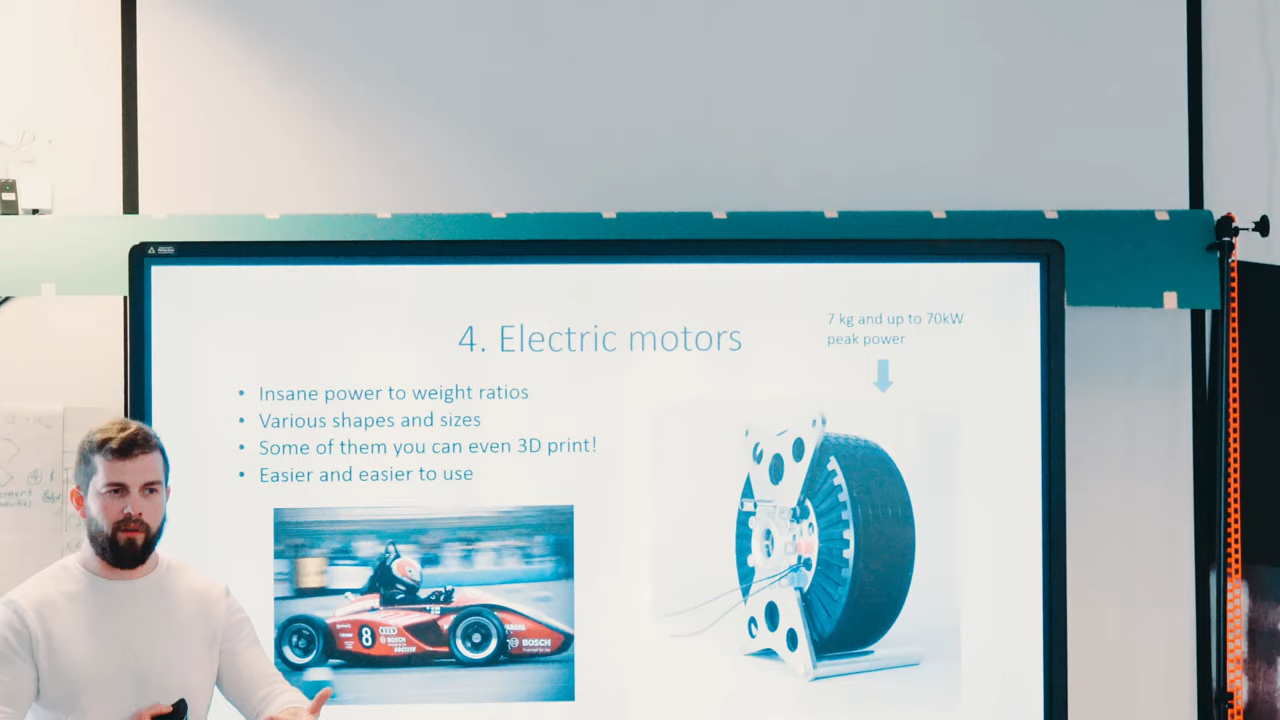 4. Electric motors
7 kg and up to 70kW
peak power
• Insane power to weight ratios
• Various shapes and sizes
• Some of them you can even 3D print!
• Easier and easier to use
8
BOSCH
BOSCH